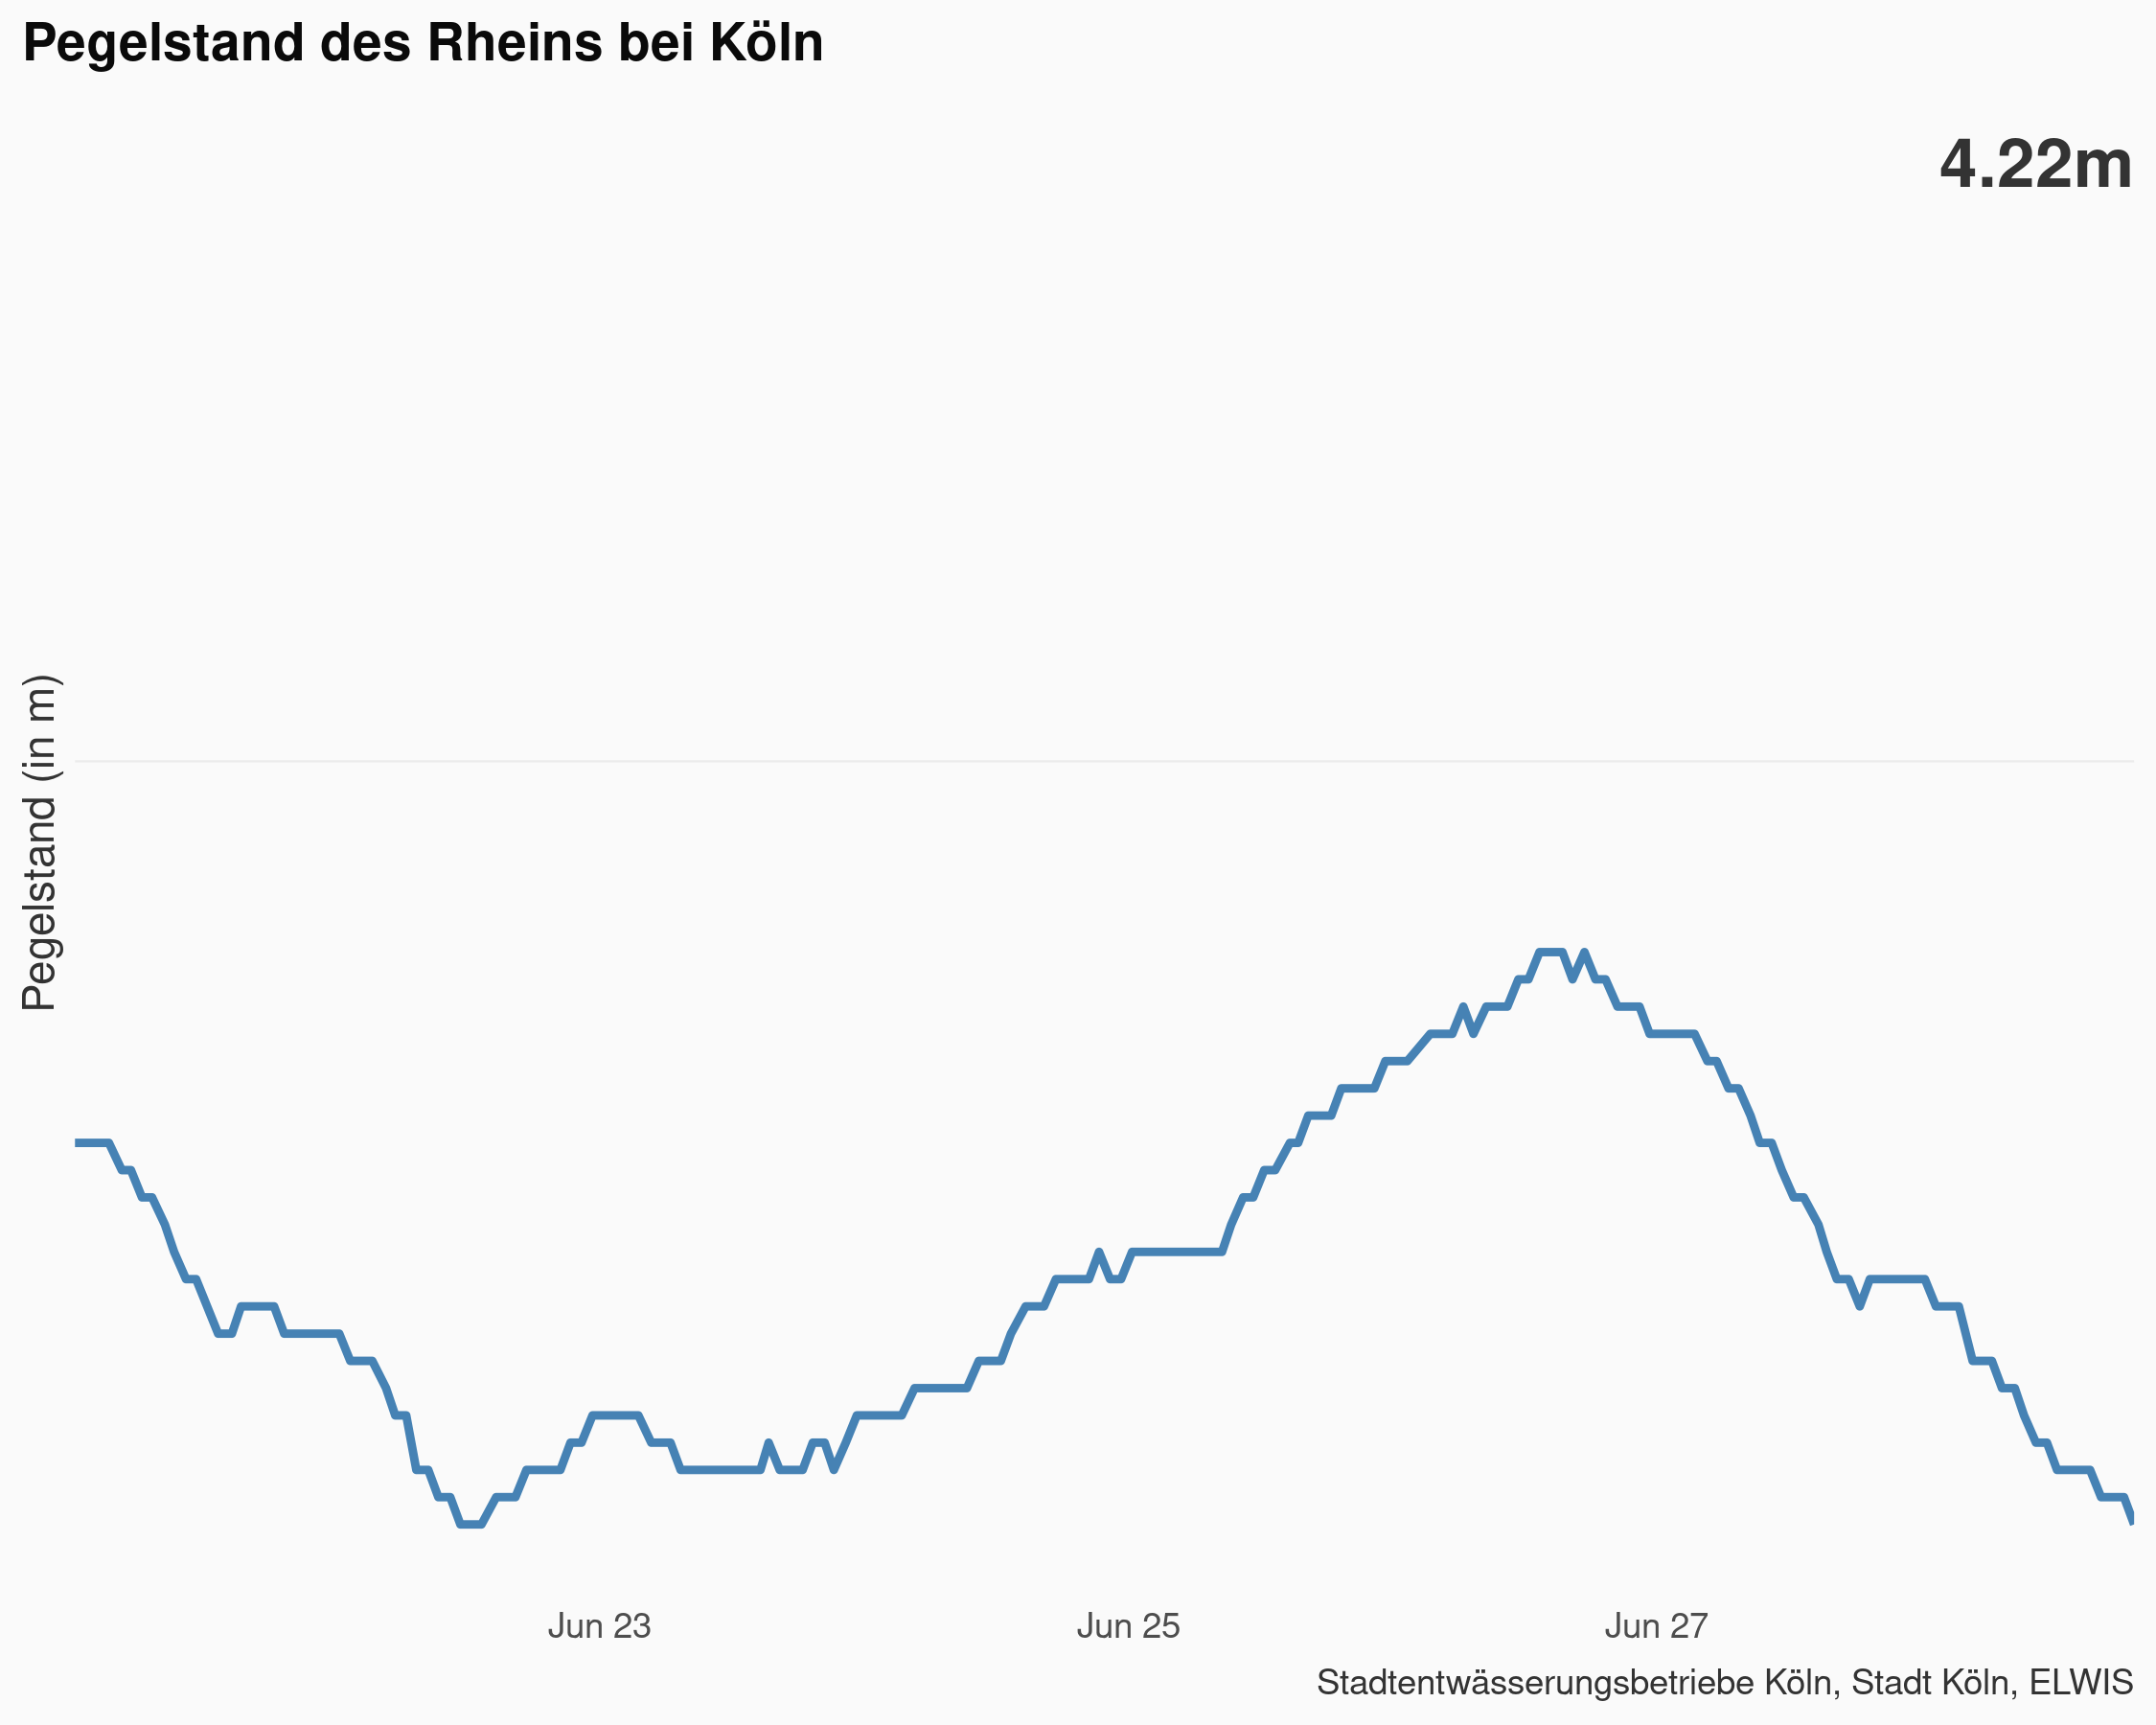 Pegelstand des Rheins bei Köln
4.22m
Pegelstand (in m)
Jun 23
Jun 25
Jun 27
Stadtentwässerungsbetriebe Köln, Stadt Köln, ELWIS